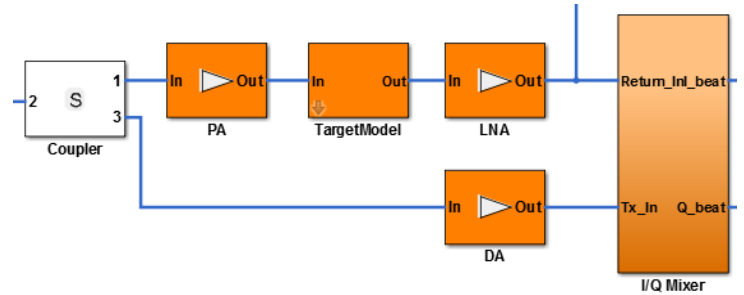 2
S
1
3
Coupler
In
Out
PA
In
Out
TargetModel
In
Out
LNA
In
Out
DA
Return_InI_beat
Tx_In
Q_beat
I/Q Mixer